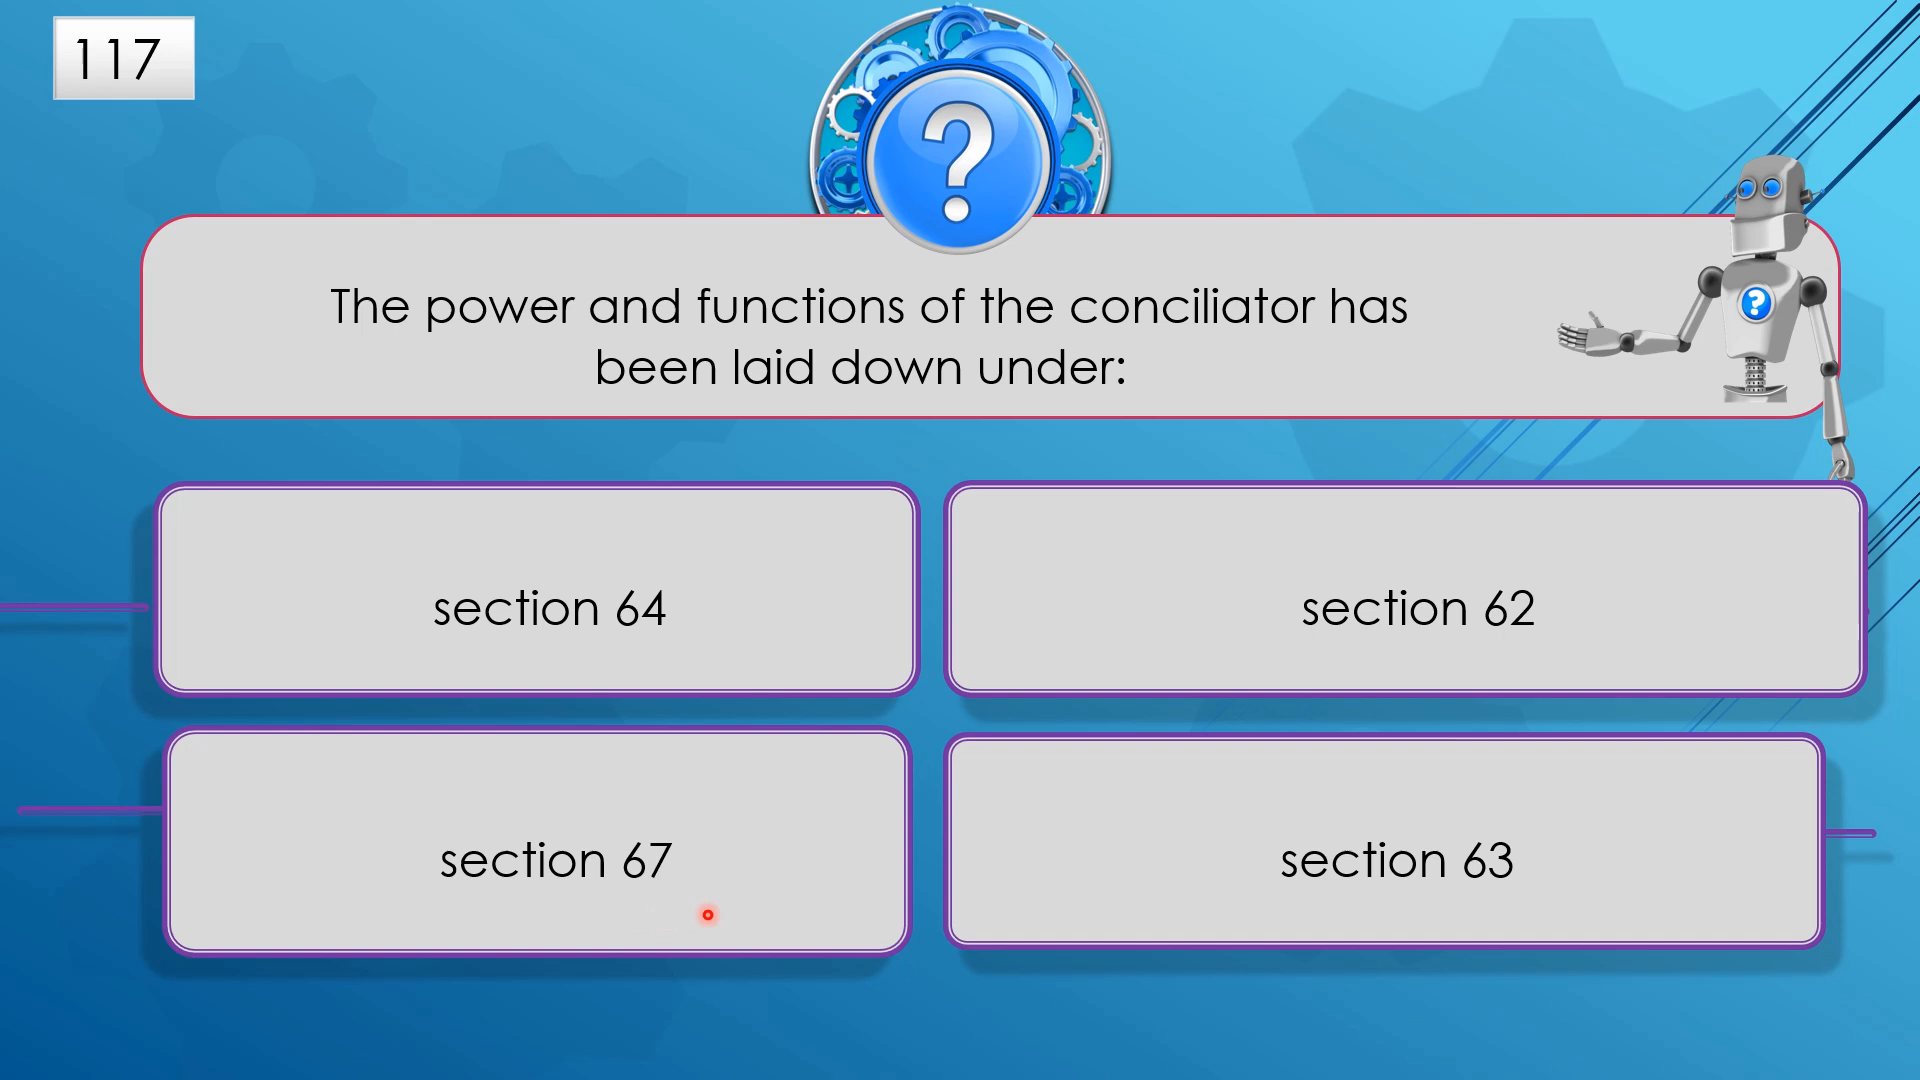 117
?
The power and functions of the conciliator has
been laid down under:
?
section 64
section 62
section 67
section 63